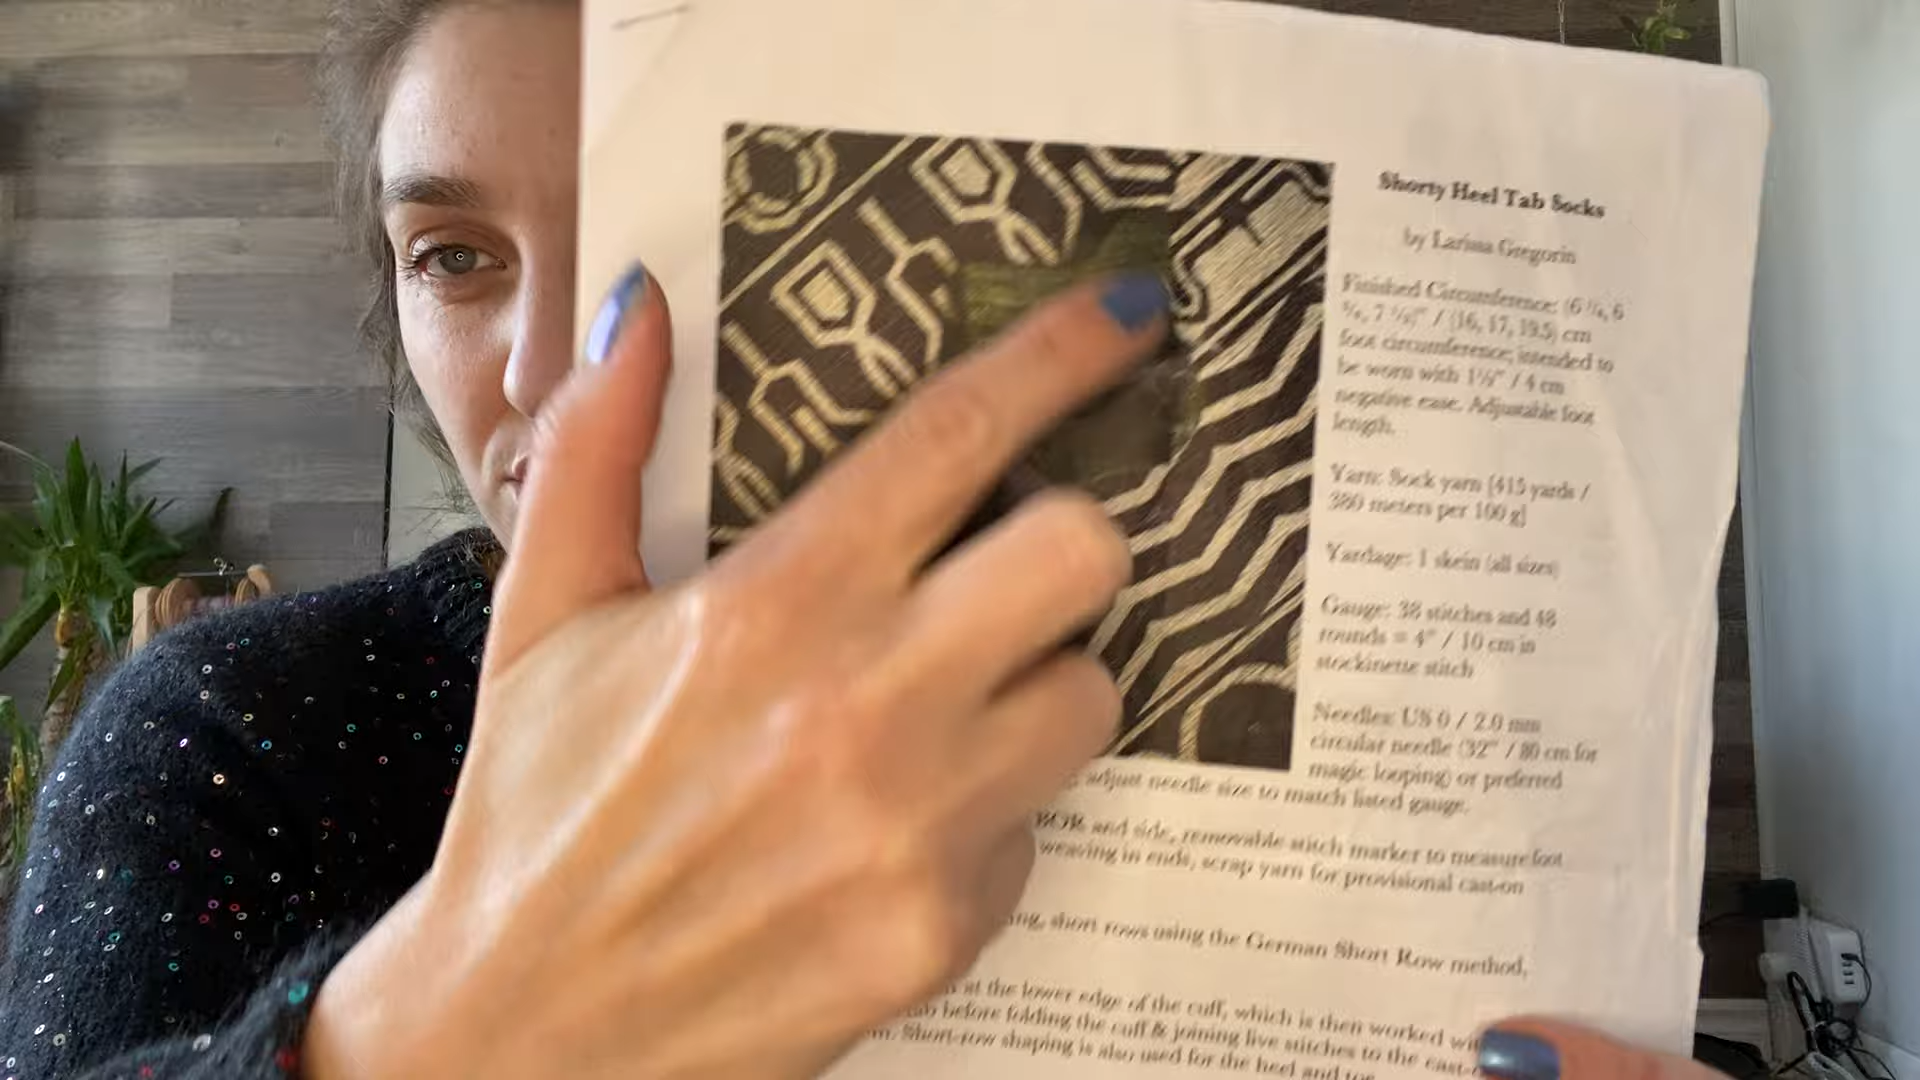 Shorty Heel Tab Socks
by Larissa Gregorin
Finished Circumference: (6 ¼, 6
¾, 7 ½)" / (16, 17, 19.5) cm
foot circumference; intended to
be worn with 1½" / 4 cm
negative ease. Adjustable foot
length.
Yarn: Sock yarn [415 yards /
380 meters per 100 g]
Yardage: 1 skein (all sizes)
Gauge: 38 stitches and 48
rounds = 4" / 10 cm in
stockinette stitch
Needles: US 0 / 2.0 mm
circular needle (32" / 80 cm for
magic looping) or preferred
adjust needle size to match listed gauge.
BOR and side, removable stitch marker to measure foot
weaving in ends, scrap yarn for provisional cast-on
short rows using the German Short Row method,
at the lower edge of the cuff, which is then worked
before folding the cuff & joining live stitches to the cast-
Short-row shaping is also used for the heel and toe